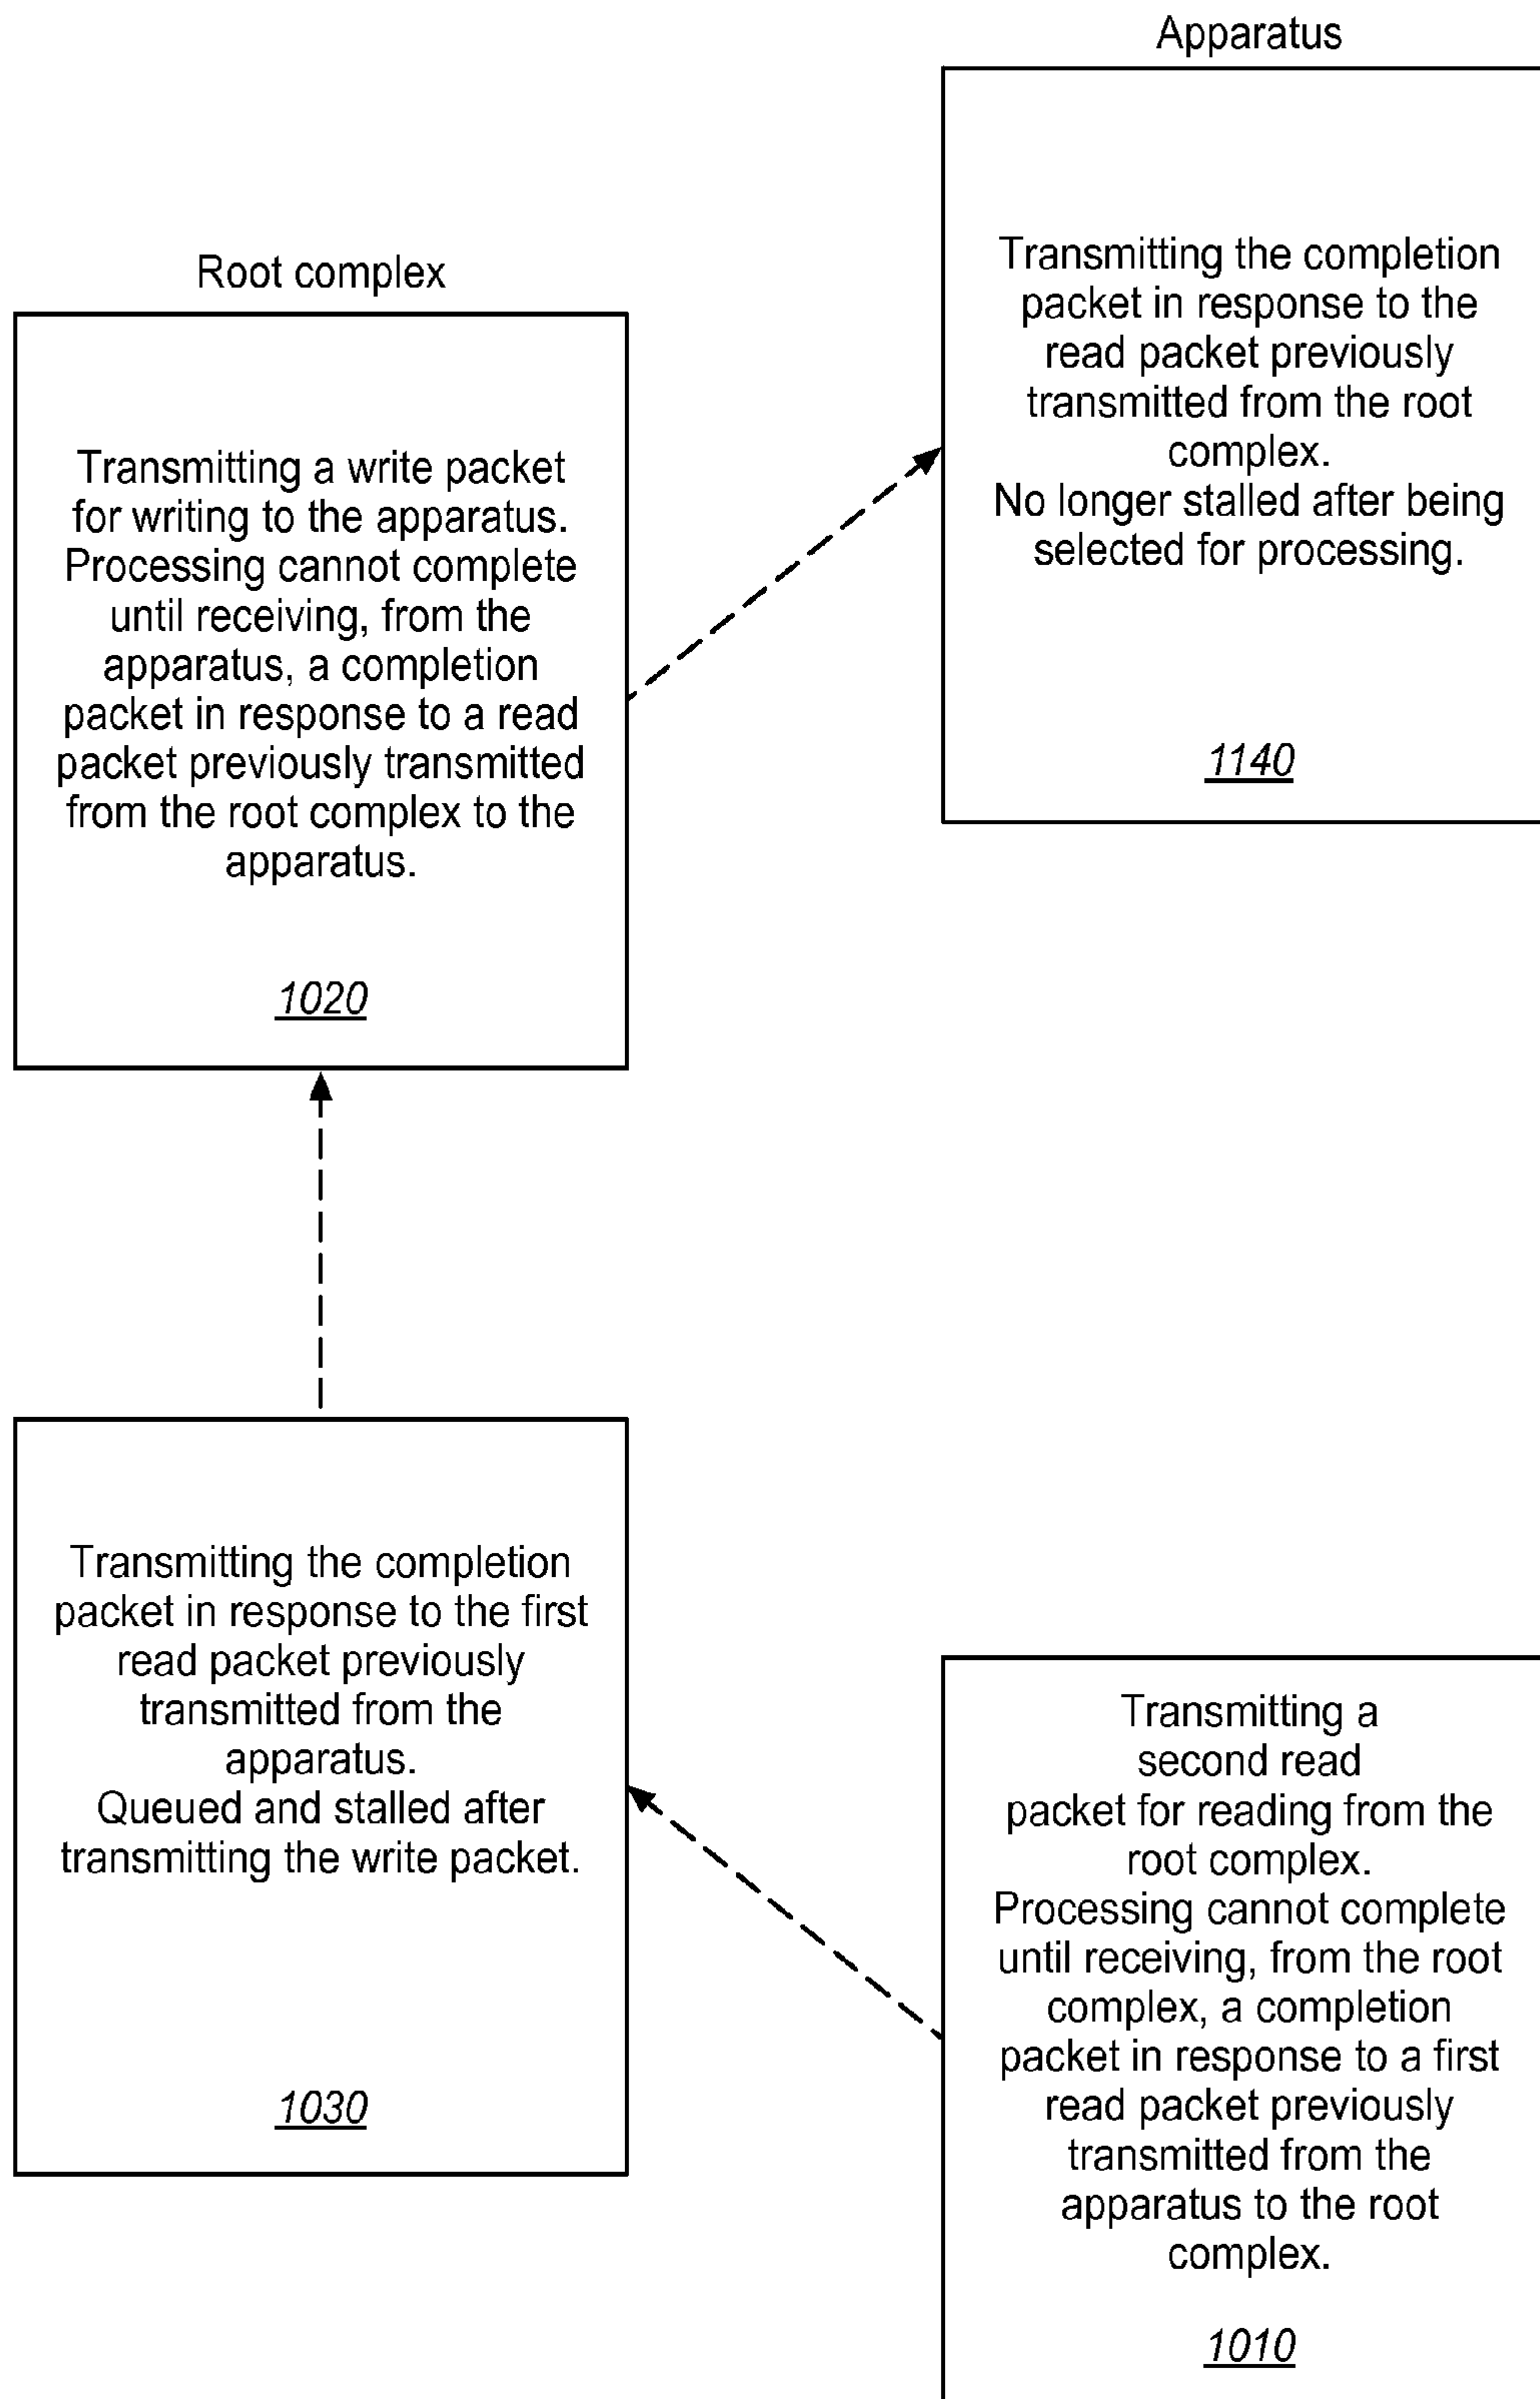 Apparatus
Transmitting the completion
packet in response to the
read packet previously
transmitted from the root
complex.
No longer stalled after being
selected for processing.
1140
Root complex
Transmitting a write packet
for writing to the apparatus.
Processing cannot complete
until receiving, from the
apparatus, a completion
packet in response to a read
packet previously transmitted
from the root complex to the
apparatus.
1020
Transmitting the completion
packet in response to the first
read packet previously
transmitted from the
apparatus.
Queued and stalled after
transmitting the write packet.
1030
Transmitting a
second read
packet for reading from the
root complex.
Processing cannot complete
until receiving, from the root
complex, a completion
packet in response to a first
read packet previously
transmitted from the
apparatus to the root
complex.
1010